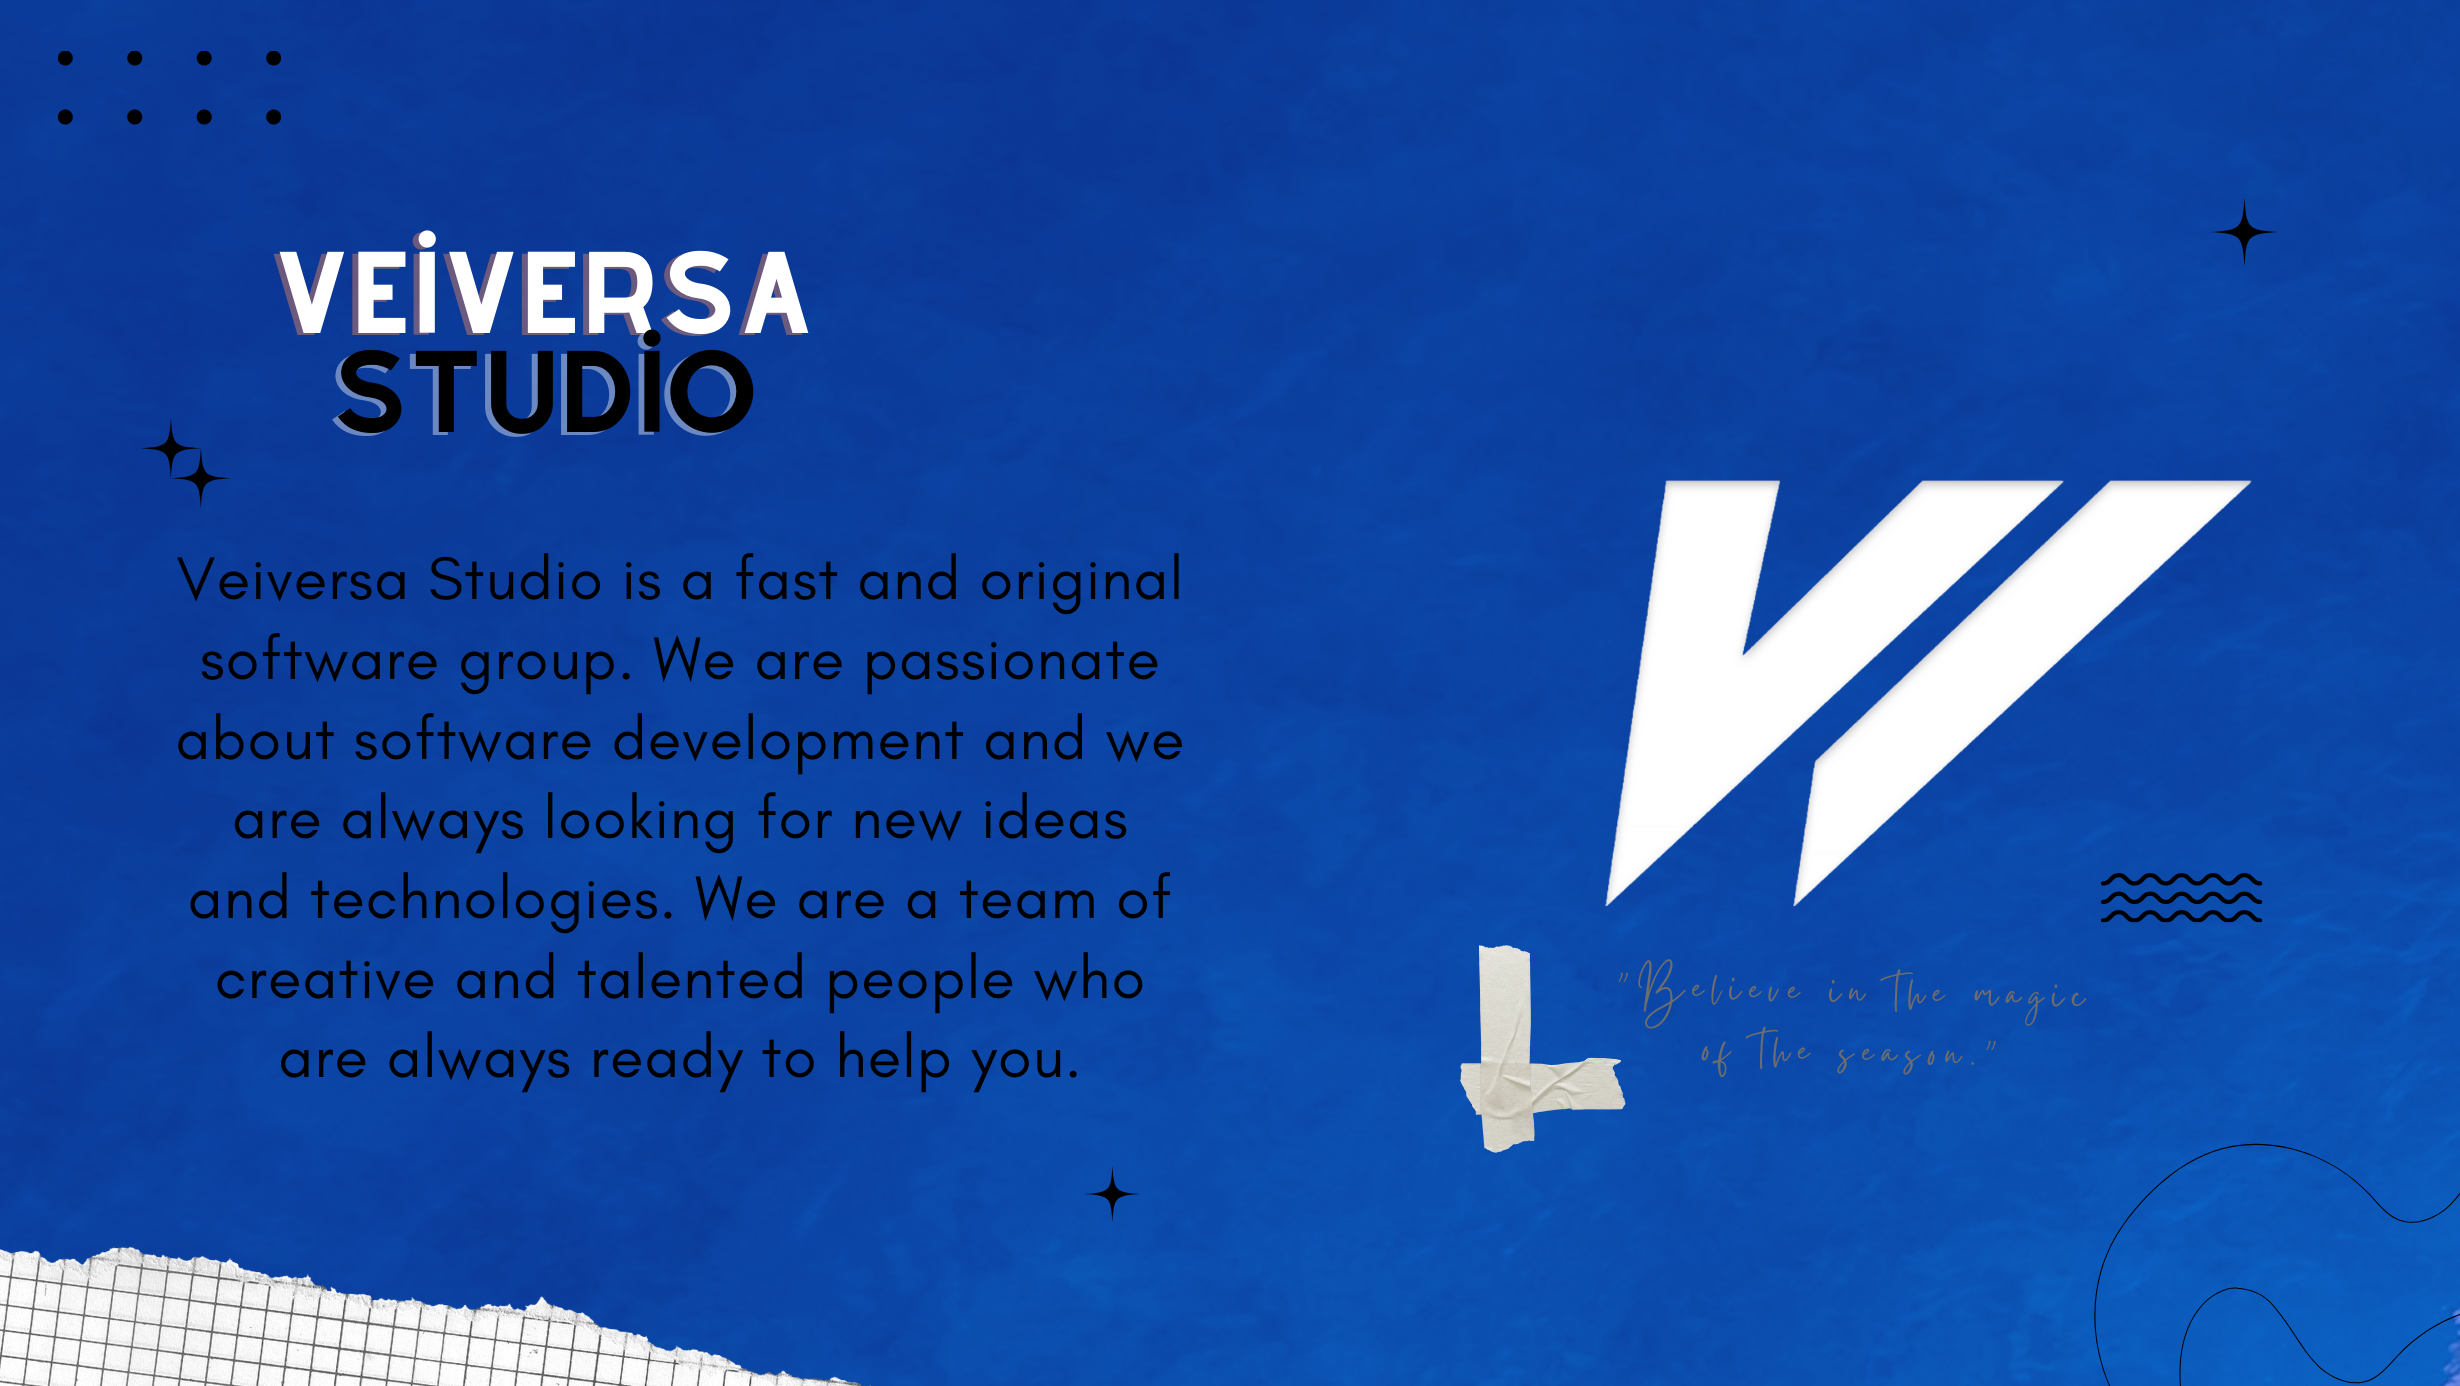 VEİVERSA
STUDİO
Veiversa Studio is a fast and original
software group. We are passionate
about software development and we
are always looking for new ideas
and technologies. We are a team of
creative and talented people who
are always ready to help you.
"Believe in the magic
of the season."